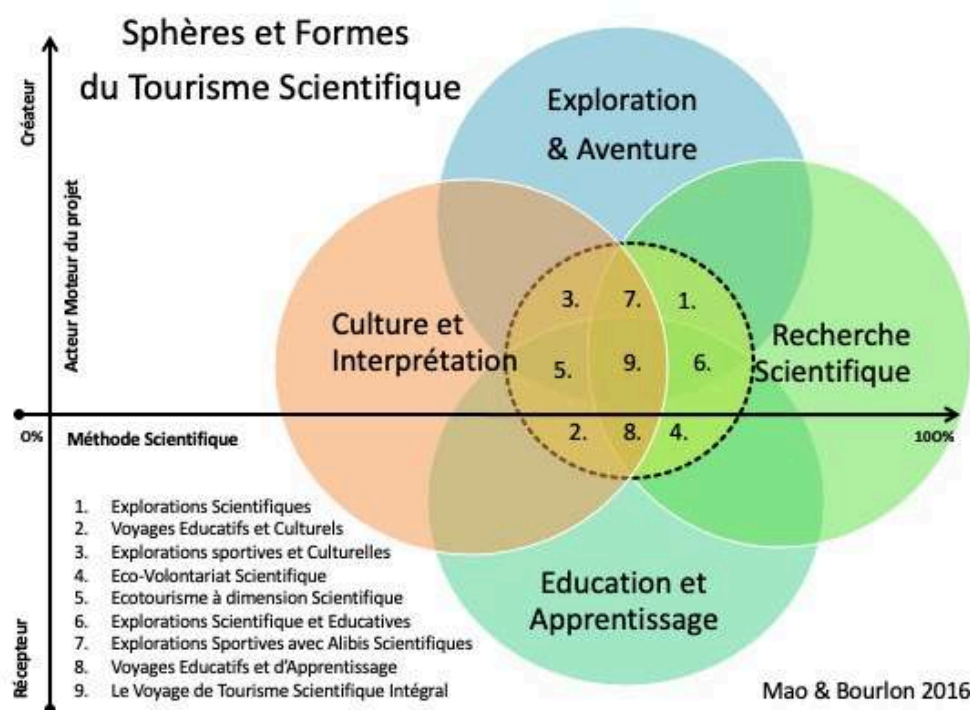 Sphères et Formes
du Tourisme Scientifique
Créateur
Acteur Moteur du projet
Récepteur
Exploration
& Aventure
Culture et
Interprétation
Recherche
Scientifique
Education et
Apprentissage
3.
7.
1.
5.
9.
6.
2.
8.
4.
0%
Méthode Scientifique
100%
1. Explorations Scientifiques
2. Voyages Educatifs et Culturels
3. Explorations sportives et Culturelles
4. Eco-Volontariat Scientifique
5. Ecotourisme à dimension Scientifique
6. Explorations Scientifique et Educatives
7. Explorations Sportives avec Alibis Scientifiques
8. Voyages Educatifs et d'Apprentissage
9. Le Voyage de Tourisme Scientifique Intégral
Mao & Bourlon 2016